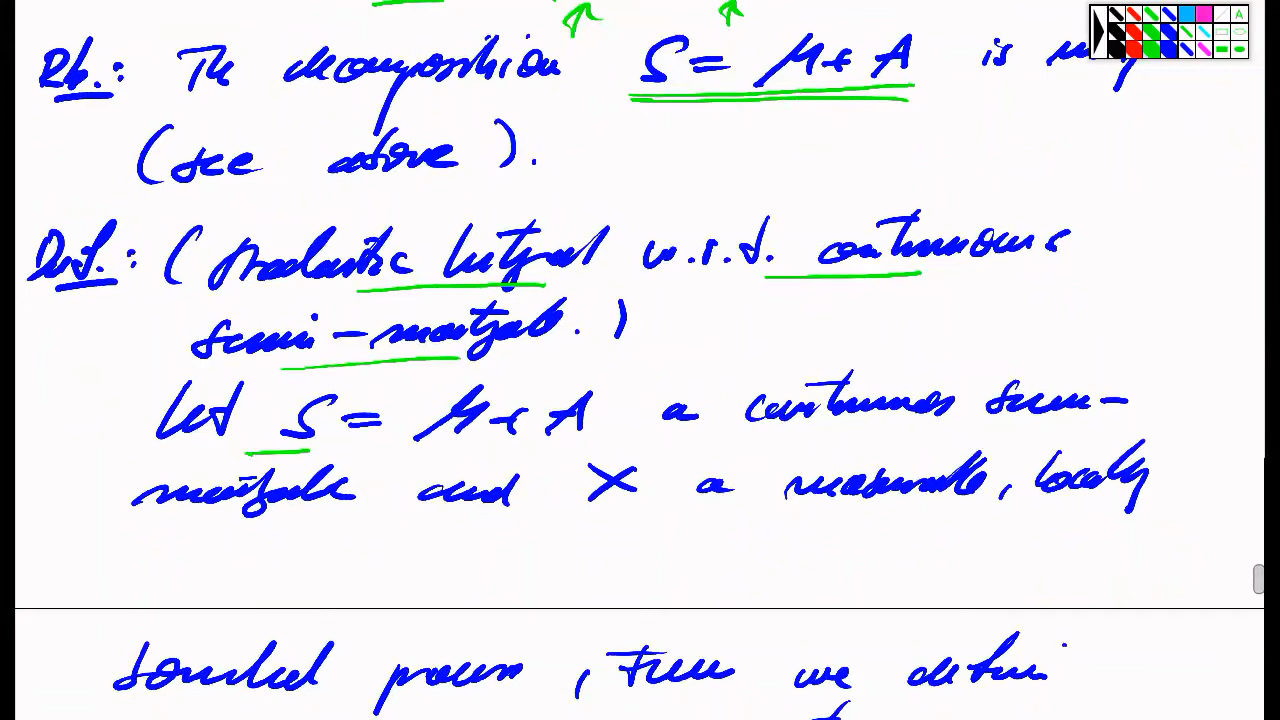 Rk.: The decomposition S = M + A is
(see above).
Def.: (stochastic integral w.r.t. continuous
semi-martingale.)
Let S = M + A a continuous semi-
martingale and X a measurable, locally
bounded process, then we define